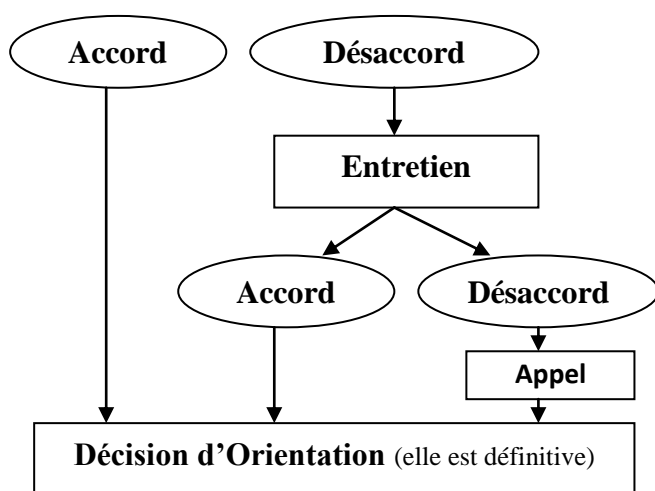 Accord
Désaccord
Entretien
Accord
Désaccord
Appel
Décision d’Orientation (elle est définitive)